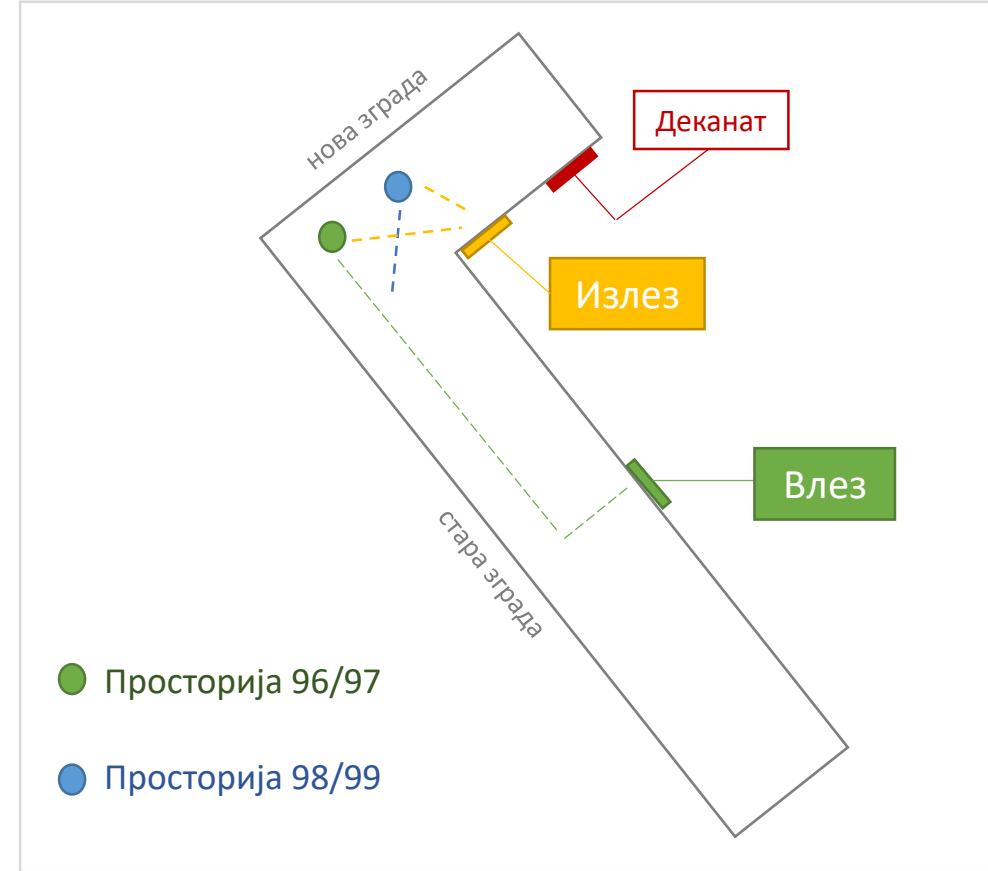 нова зграда
Деканат
Излез
Влез
стара зграда
Просторија 96/97
Просторија 98/99